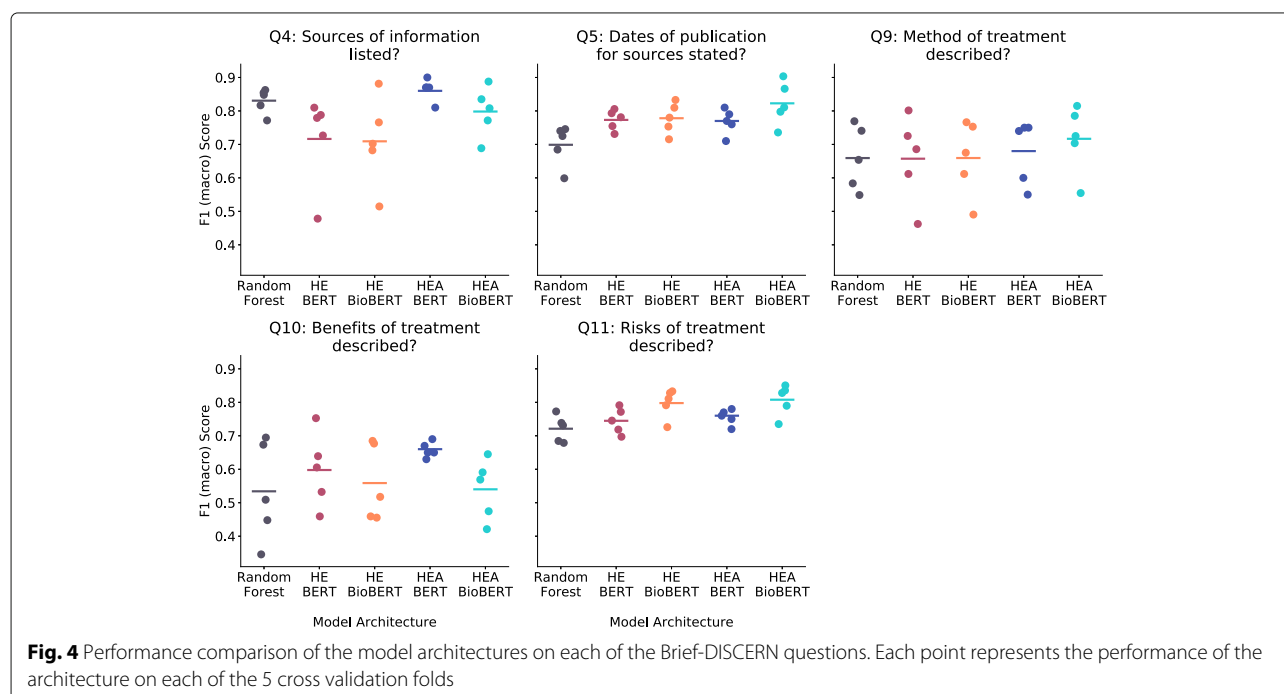 Q4: Sources of information
listed?
Q5: Dates of publication
for sources stated?
Q9: Method of treatment
described?
F1 (macro) Score
0.9
0.8
0.7
0.6
0.5
0.4
Random
Forest
HE
BERT
HE
BioBERT
HEA
BERT
HEA
BioBERT
Random
Forest
HE
BERT
HE
BioBERT
HEA
BERT
HEA
BioBERT
Random
Forest
HE
BERT
HE
BioBERT
HEA
BERT
HEA
BioBERT
Q10: Benefits of treatment
described?
Q11: Risks of treatment
described?
F1 (macro) Score
0.9
0.8
0.7
0.6
0.5
0.4
Random
Forest
HE
BERT
HE
BioBERT
HEA
BERT
HEA
BioBERT
Random
Forest
HE
BERT
HE
BioBERT
HEA
BERT
HEA
BioBERT
Model Architecture
Model Architecture
Fig. 4 Performance comparison of the model architectures on each of the Brief-DISCERN questions. Each point represents the performance of the
architecture on each of the 5 cross validation folds